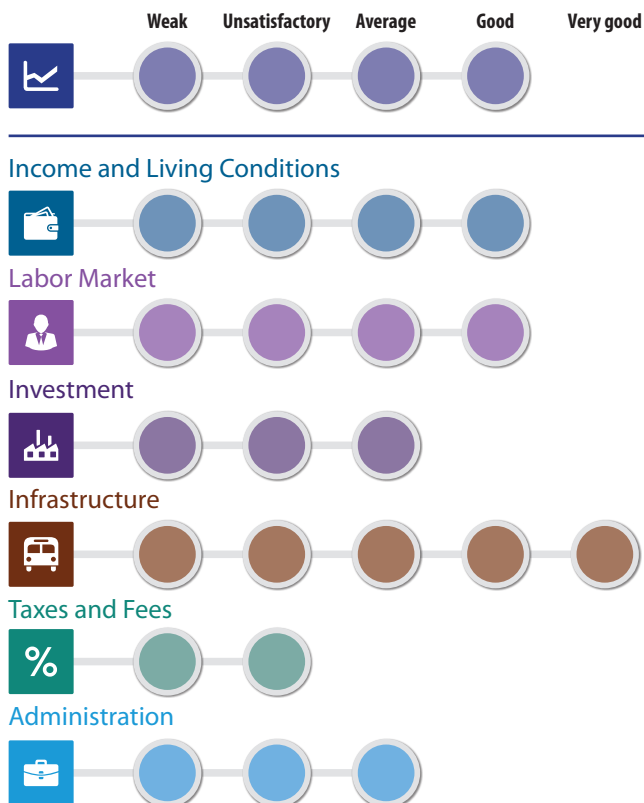 Weak Unsatisfactory Average Good Very good
Income and Living Conditions
Labor Market
Investment
Infrastructure
Taxes and Fees
%
Administration